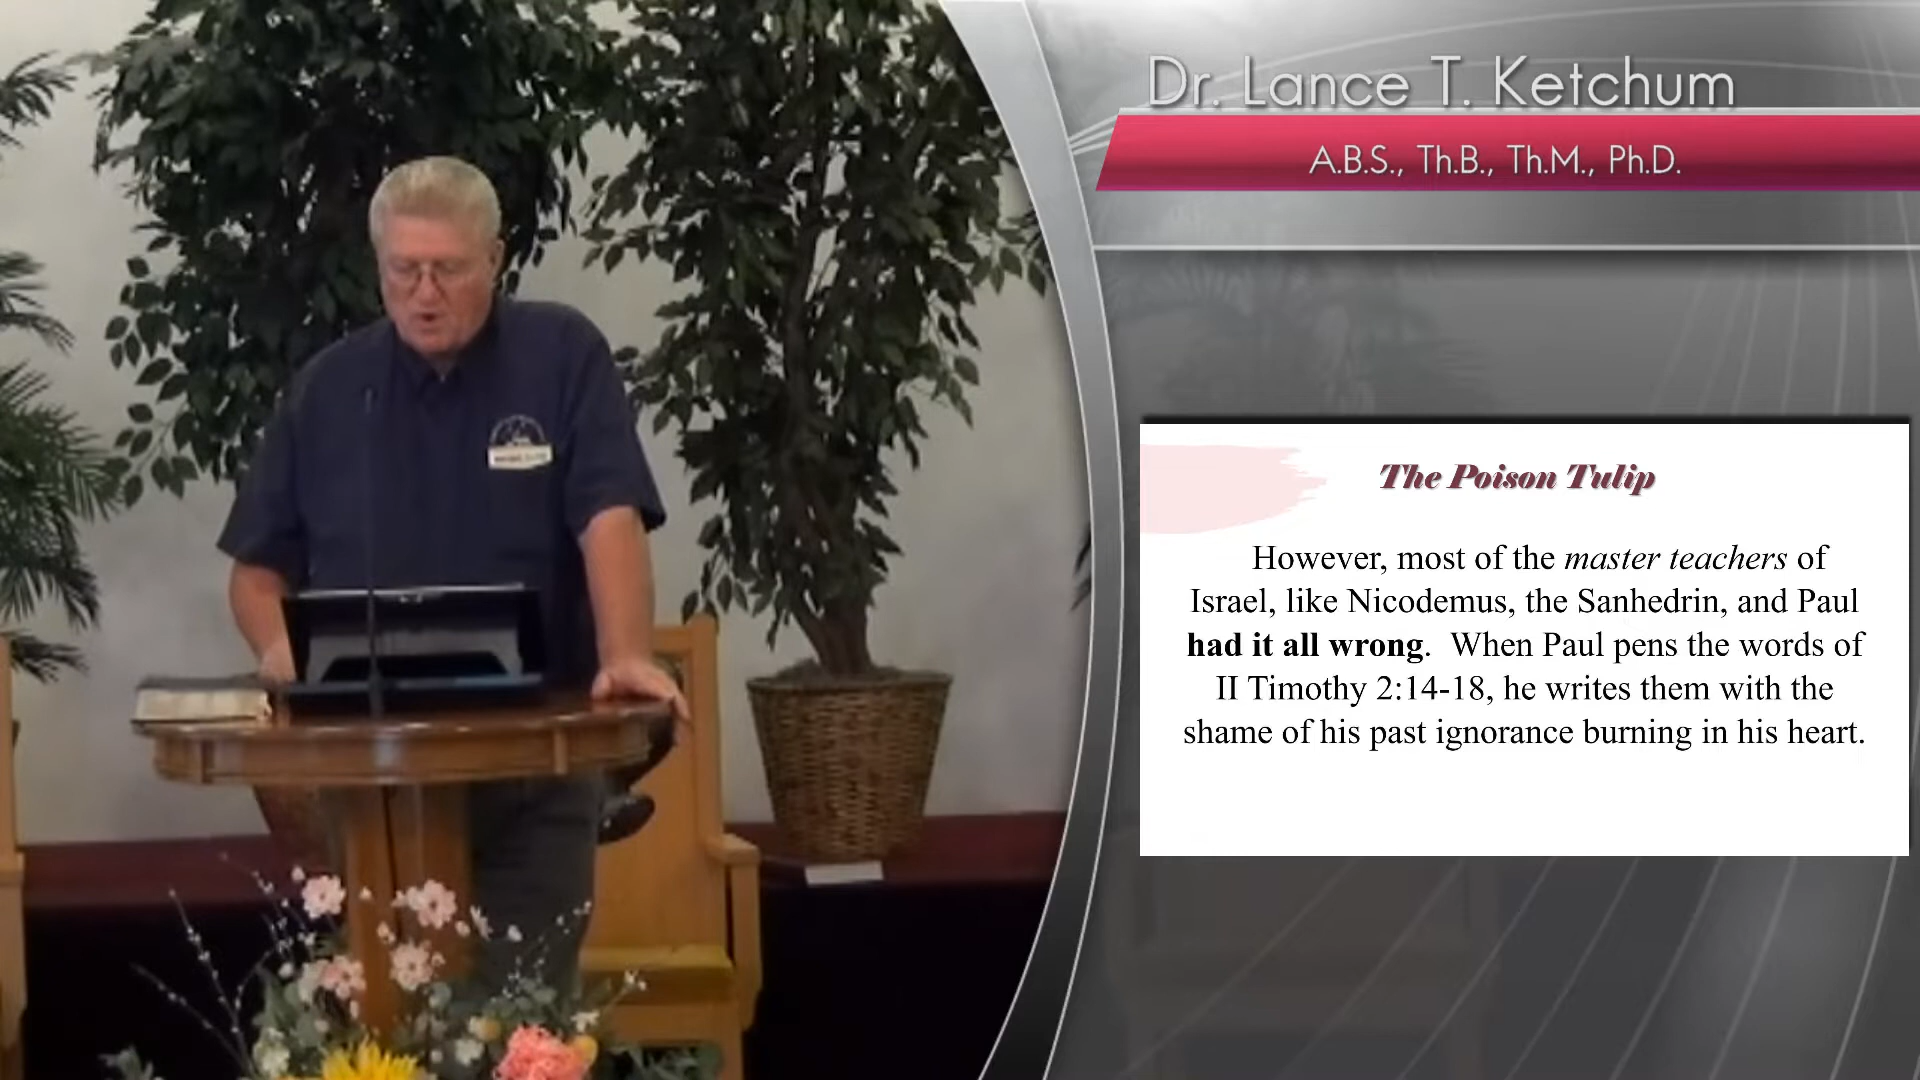 Dr. Lance T. Ketchum
A.B.S., Th.B., Th.M., Ph.D.
The Poison Tulip
However, most of the master teachers of
Israel, like Nicodemus, the Sanhedrin, and Paul
had it all wrong.  When Paul pens the words of
II Timothy 2:14-18, he writes them with the
shame of his past ignorance burning in his heart.